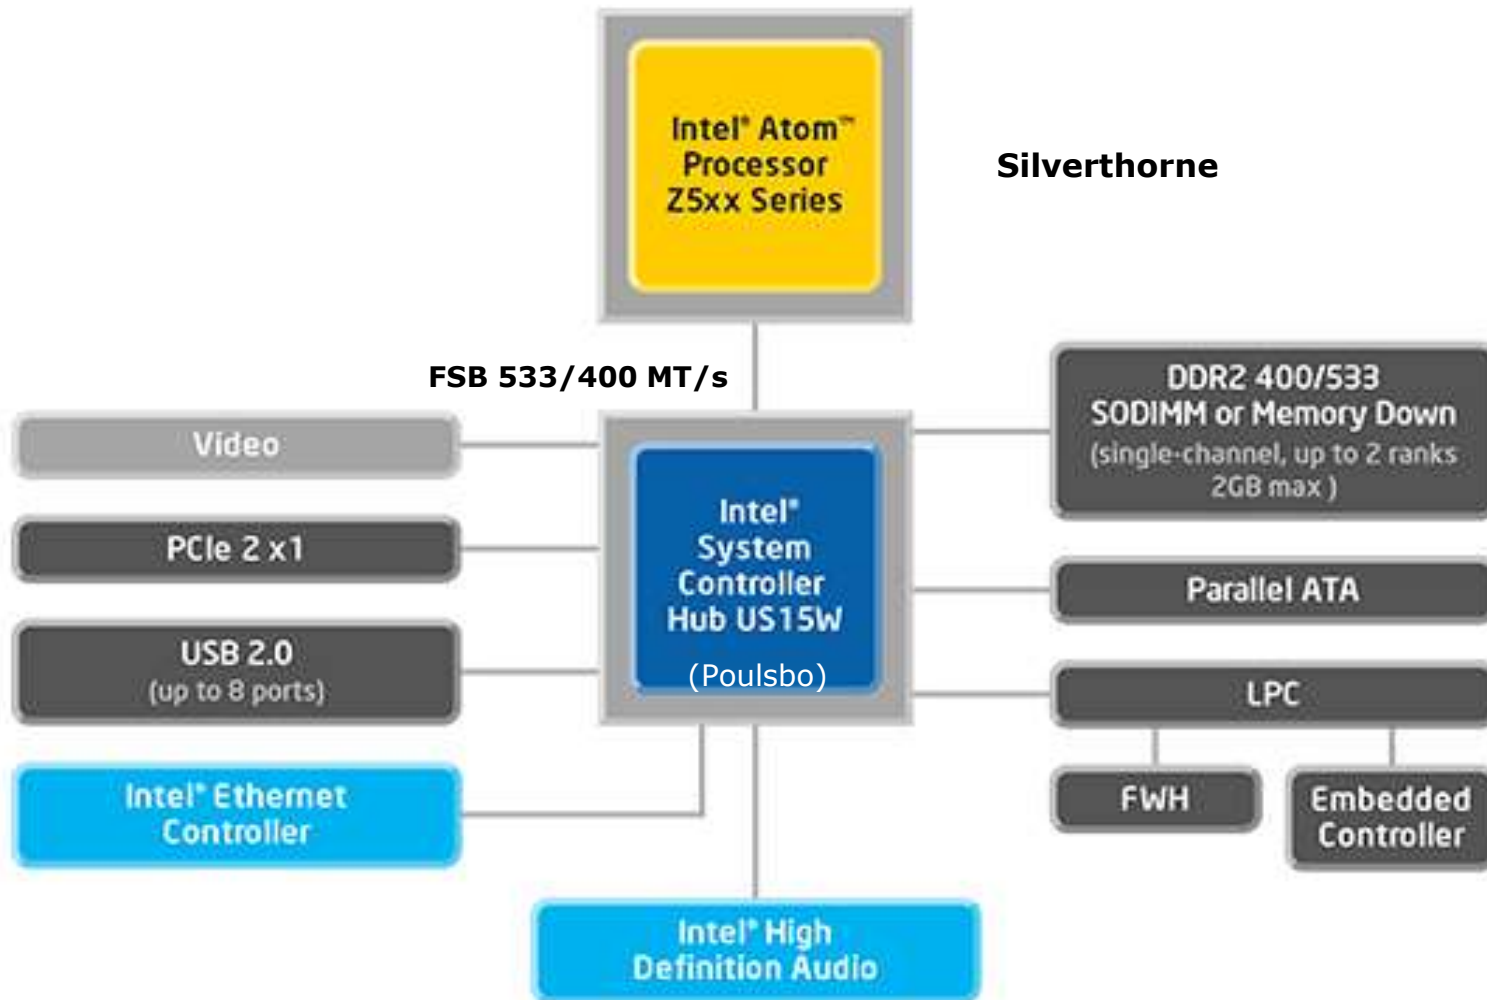 Intel® Atom™
Processor
Z5xx Series
Silverthorne
FSB 533/400 MT/s
Video
PCIe 2 x1
USB 2.0
(up to 8 ports)
Intel® Ethernet
Controller
Intel®
System
Controller
Hub US15W
(Poulsbo)
DDR2 400/533
SODIMM or Memory Down
(single-channel, up to 2 ranks
2GB max )
Parallel ATA
LPC
FWH
Embedded
Controller
Intel® High
Definition Audio